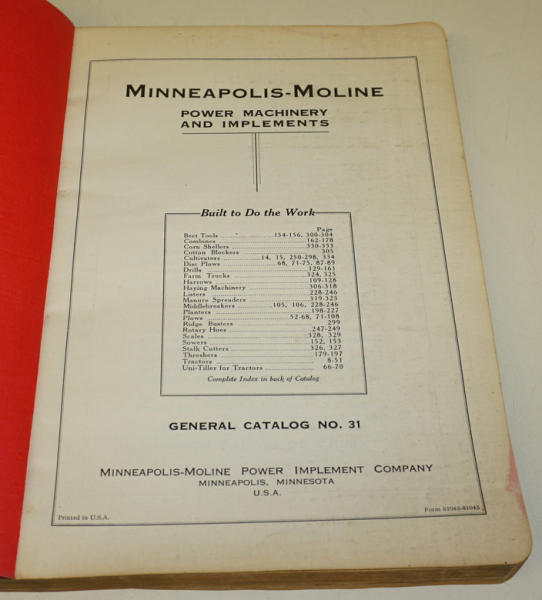 MINNEAPOLIS-MOLINE
POWER MACHINERY
AND IMPLEMENTS
Built to Do the Work
Page
Beet Tools 154-156, 300-304
Combines 162-178
Corn Shellers 330-333
Cotton Blockers 305
Cultivators 14, 15, 250-298, 334
Disc Plows 68, 71-75, 87-89
Drills 129-161
Farm Trucks 324, 325
Harrows 109-128
Haying Machinery 306-318
Listers 228-246
Manure Spreaders 319-323
Middlebreakers 105, 106, 228-246
Planters 198-227
Plows 52-68, 71-108
Ridge Busters 299
Rotary Hoes 247-249
Scales 328, 329
Sowers 152, 153
Stalk Cutters 326, 327
Threshers 179-197
Tractors 8-51
Uni-Tiller for Tractors 66-70
Complete Index in back of Catalog
GENERAL CATALOG NO. 31
MINNEAPOLIS-MOLINE POWER IMPLEMENT COMPANY
MINNEAPOLIS, MINNESOTA
U.S.A.
Printed in U.S.A.
Form